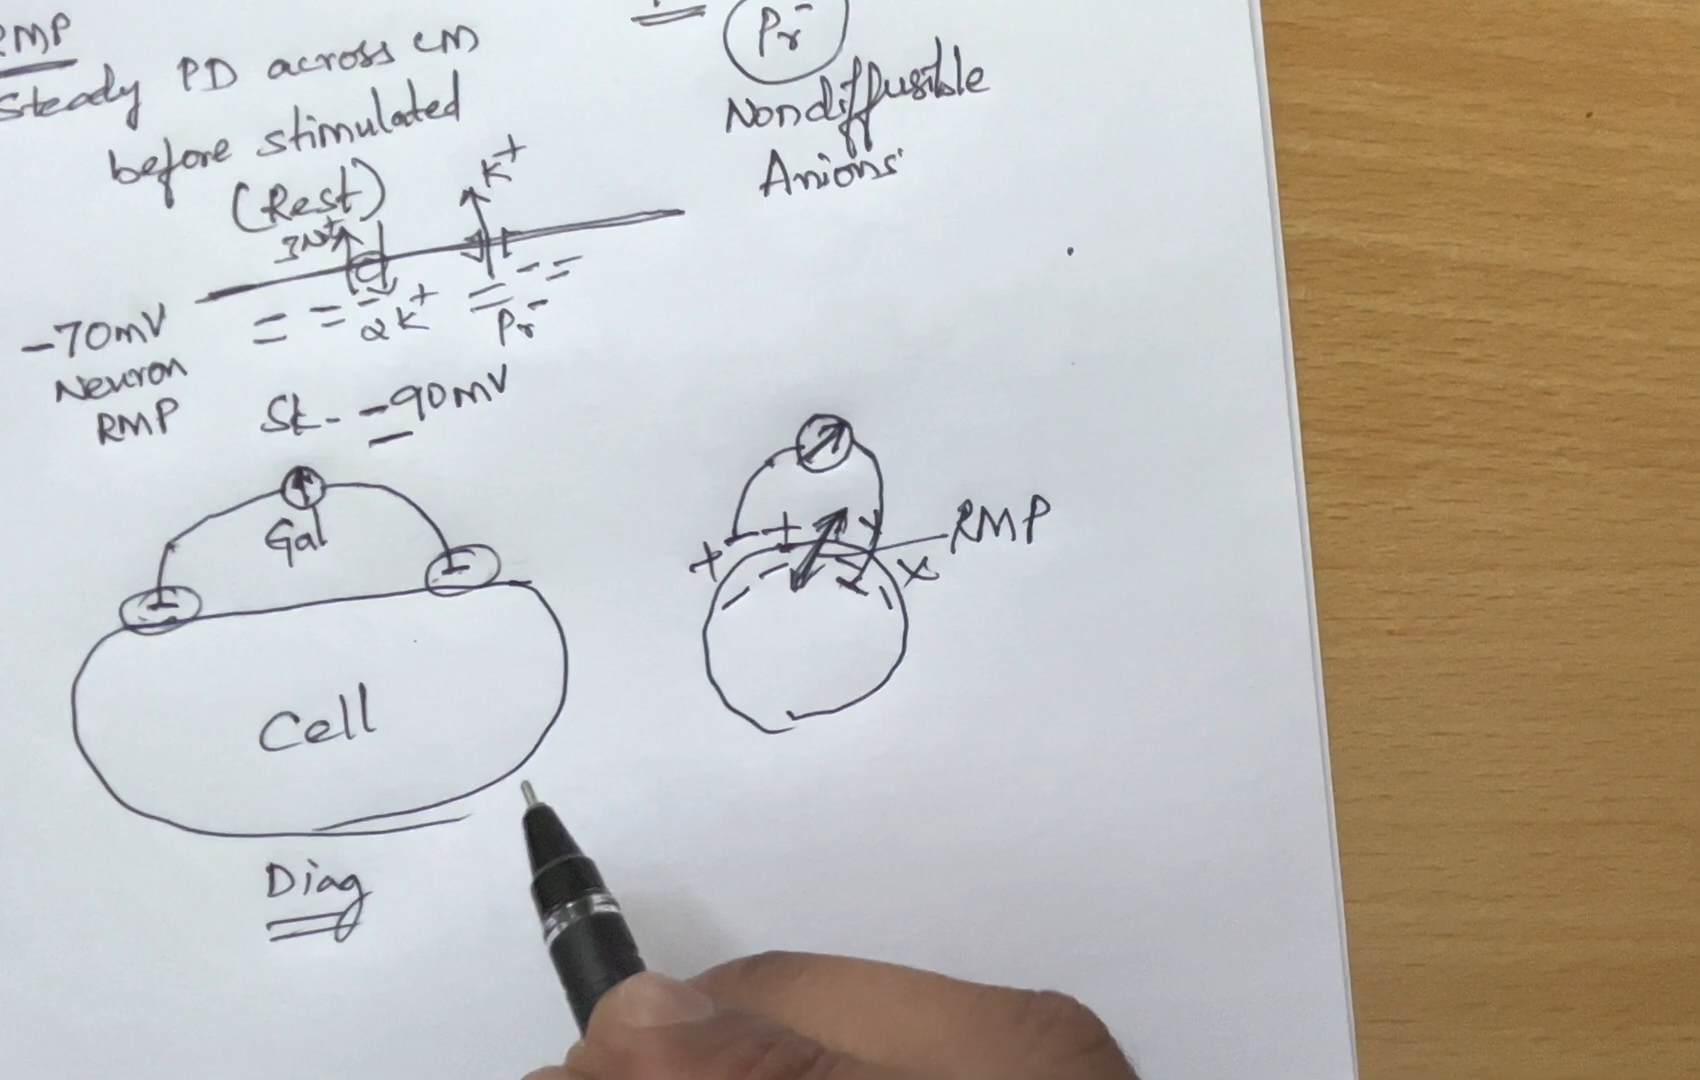 RMP
Steady PD across CM
before stimulated
(Rest)
3Na+
K+
2K+
Pr-
-70mV
Neuron
RMP
Sk- -90mV
Pr-
Nondiffusible
Anions
Gal
Cell
Diag
+ +
RMP